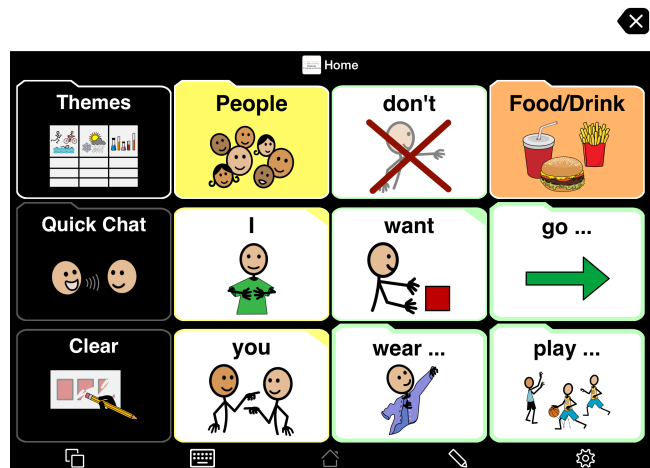 Home
Themes
People
don't
Food/Drink
Quick Chat
I
want
go ...
Clear
you
wear ...
play ...